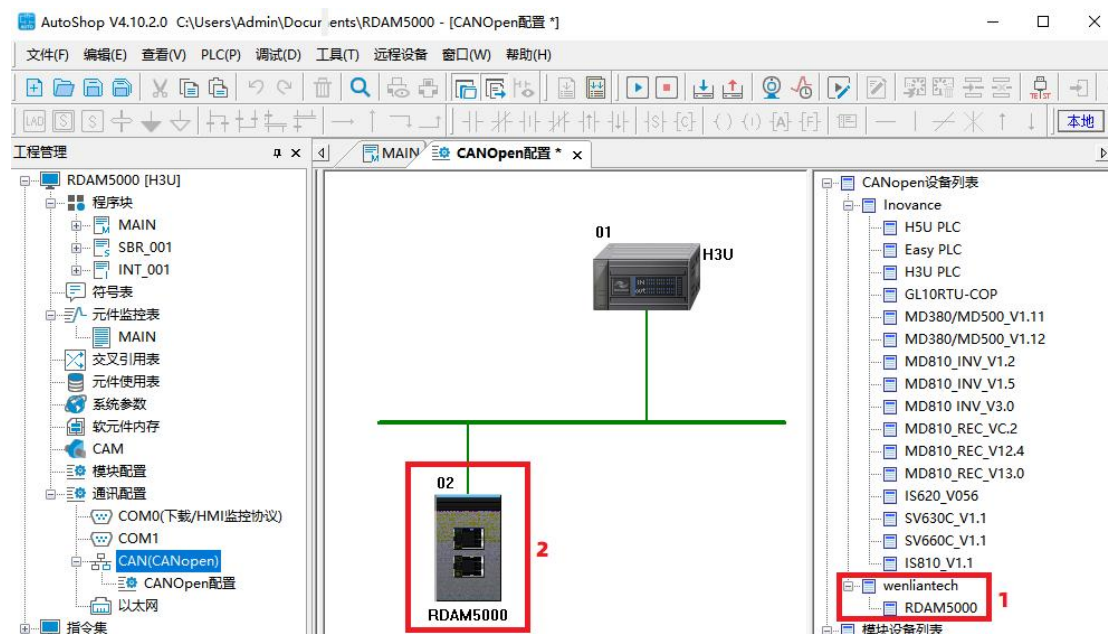 AutoShop V4.10.2.0 C:\Users\Admin\Documents\RDAM5000 - [CANOpen配置 *]
文件(F) 编辑(E) 查看(V) PLC(P) 调试(D) 工具(T) 远程设备 窗口(W) 帮助(H)
TEST
LAD S S
本地
工程管理
RDAM5000 [H3U]
程序块
MAIN
SBR_001
INT_001
符号表
元件监控表
MAIN
交叉引用表
元件使用表
系统参数
软元件内存
CAM
模块配置
通讯配置
COM0(下载/HMI监控协议)
COM1
CAN(CANopen)
CANOpen配置
以太网
指令集
MAIN
CANOpen配置 *
01
H3U
IN
OUT
02
RDAM5000
2
CANopen设备列表
Inovance
H5U PLC
Easy PLC
H3U PLC
GL10RTU-COP
MD380/MD500_V1.11
MD380/MD500_V1.12
MD810_INV_V1.2
MD810_INV_V1.5
MD810 INV_V3.0
MD810_REC_VC.2
MD810_REC_V12.4
MD810_REC_V13.0
IS620_V056
SV630C_V1.1
SV660C_V1.1
IS810_V1.1
wenliantech
RDAM5000
1
模块设备列表